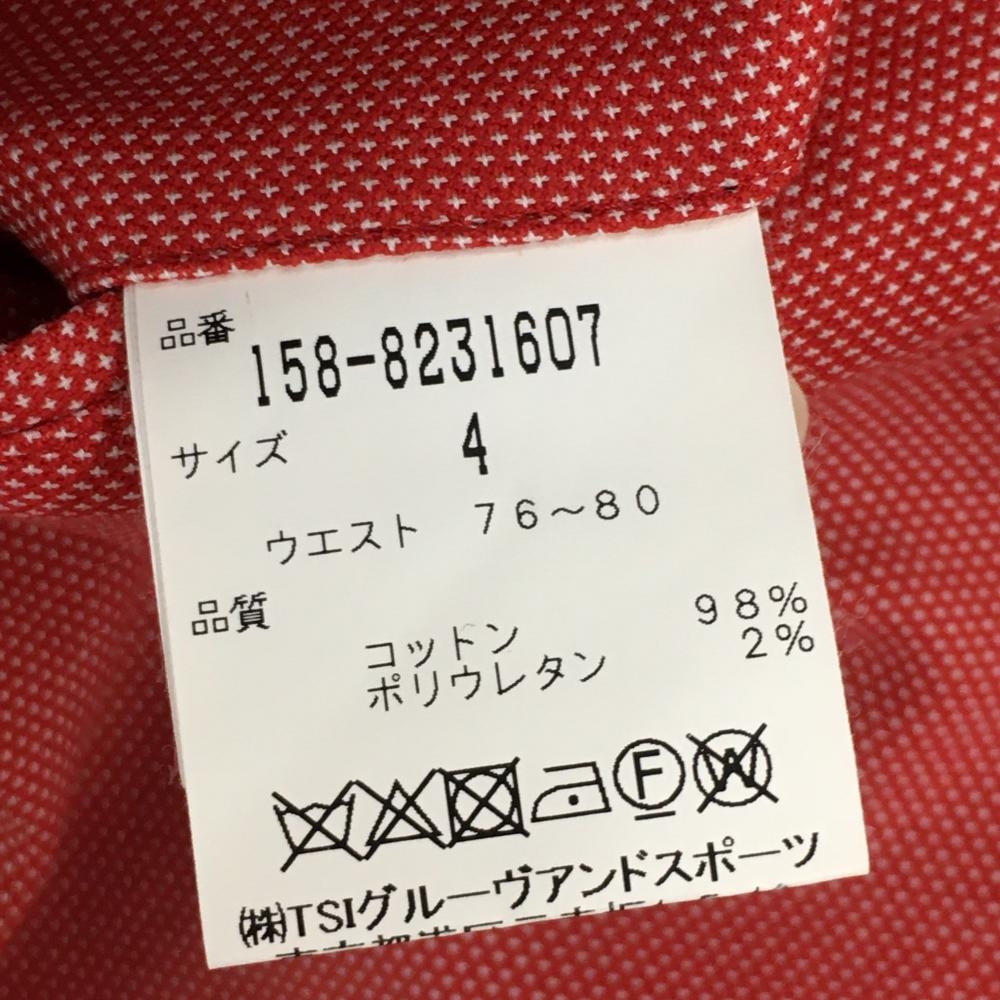 品番 158-8231607
サイズ 4
ウエスト 76～80
品質
コットン 98%
ポリウレタン 2%
F W
㈱TSIグルーヴアンドスポーツ